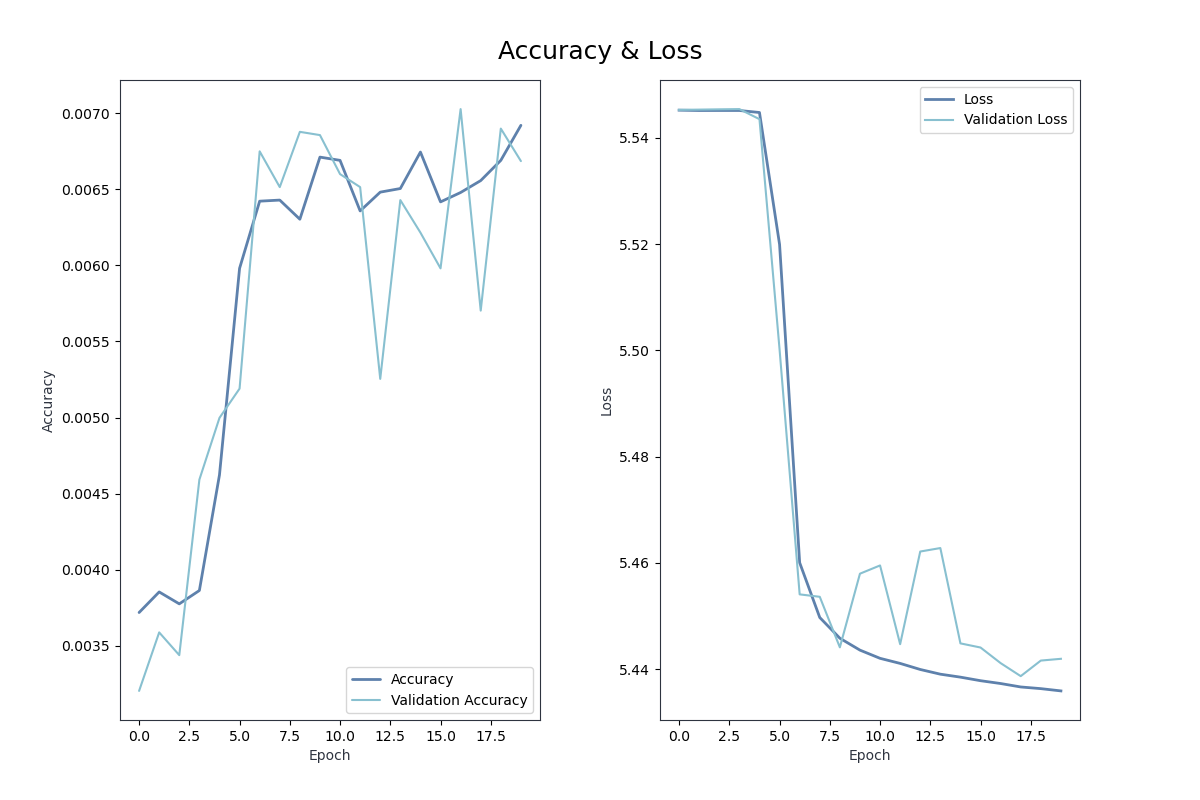 Accuracy & Loss
0.0070
0.0065
0.0060
0.0055
0.0050
0.0045
0.0040
0.0035
Accuracy
Accuracy
Validation Accuracy
0.0 2.5 5.0 7.5 10.0 12.5 15.0 17.5
Epoch
Loss
Validation Loss
5.54
5.52
5.50
5.48
5.46
5.44
Loss
0.0 2.5 5.0 7.5 10.0 12.5 15.0 17.5
Epoch